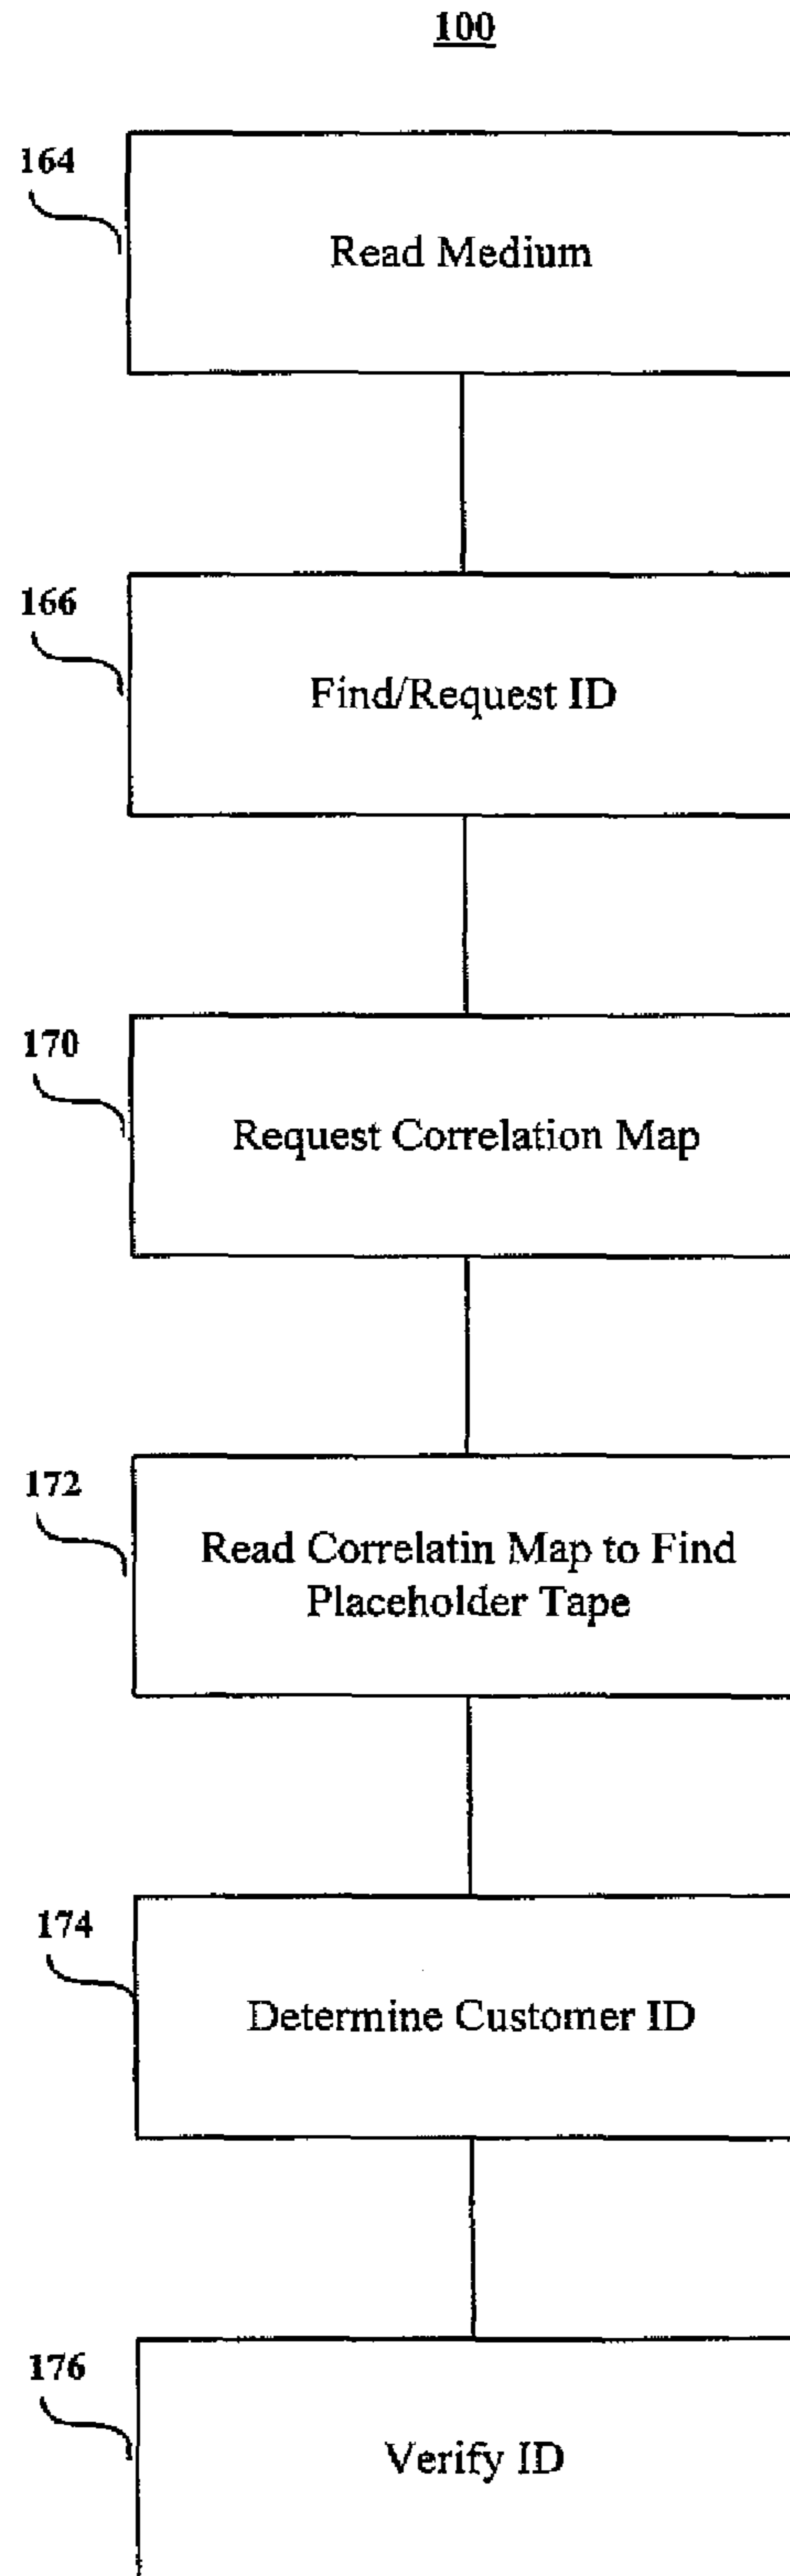 100
164
Read Medium
166
Find/Request ID
170
Request Correlation Map
172
Read Correlatin Map to Find
Placeholder Tape
174
Determine Customer ID
176
Verify ID